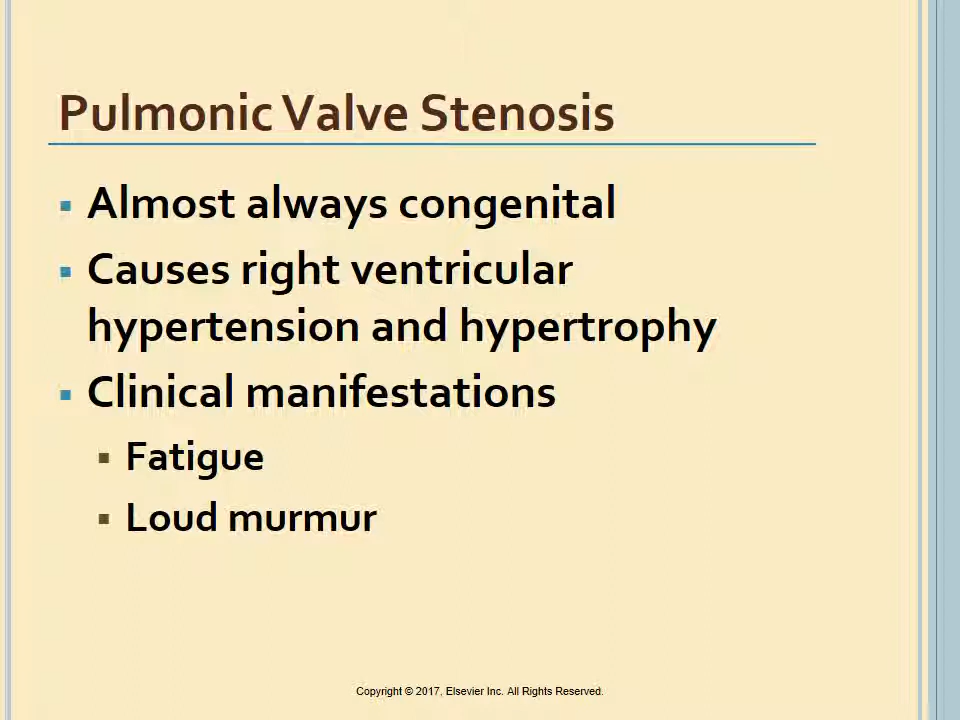 Pulmonic Valve Stenosis
▪ Almost always congenital
▪ Causes right ventricular
hypertension and hypertrophy
▪ Clinical manifestations
▪ Fatigue
▪ Loud murmur
Copyright © 2017, Elsevier Inc. All Rights Reserved.